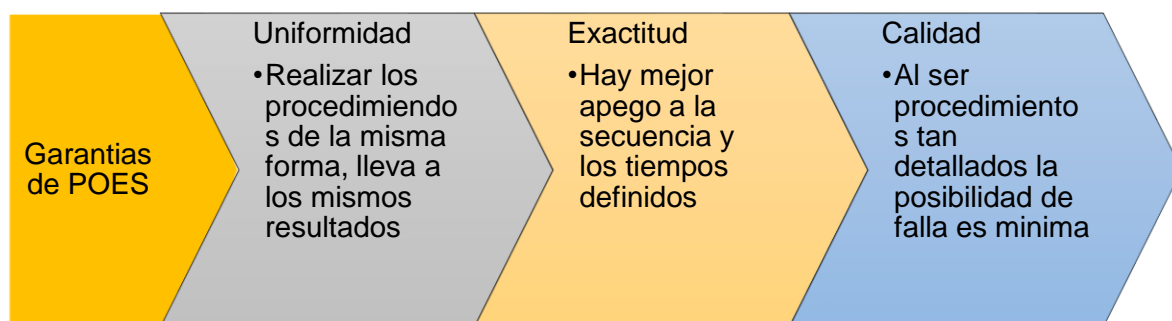 Garantias
de POES
Uniformidad
•Realizar los
procedimiendo
s de la misma
forma, lleva a
los mismos
resultados
Exactitud
•Hay mejor
apego a la
secuencia y
los tiempos
definidos
Calidad
•Al ser
procedimiento
s tan
detallados la
posibilidad de
falla es minima